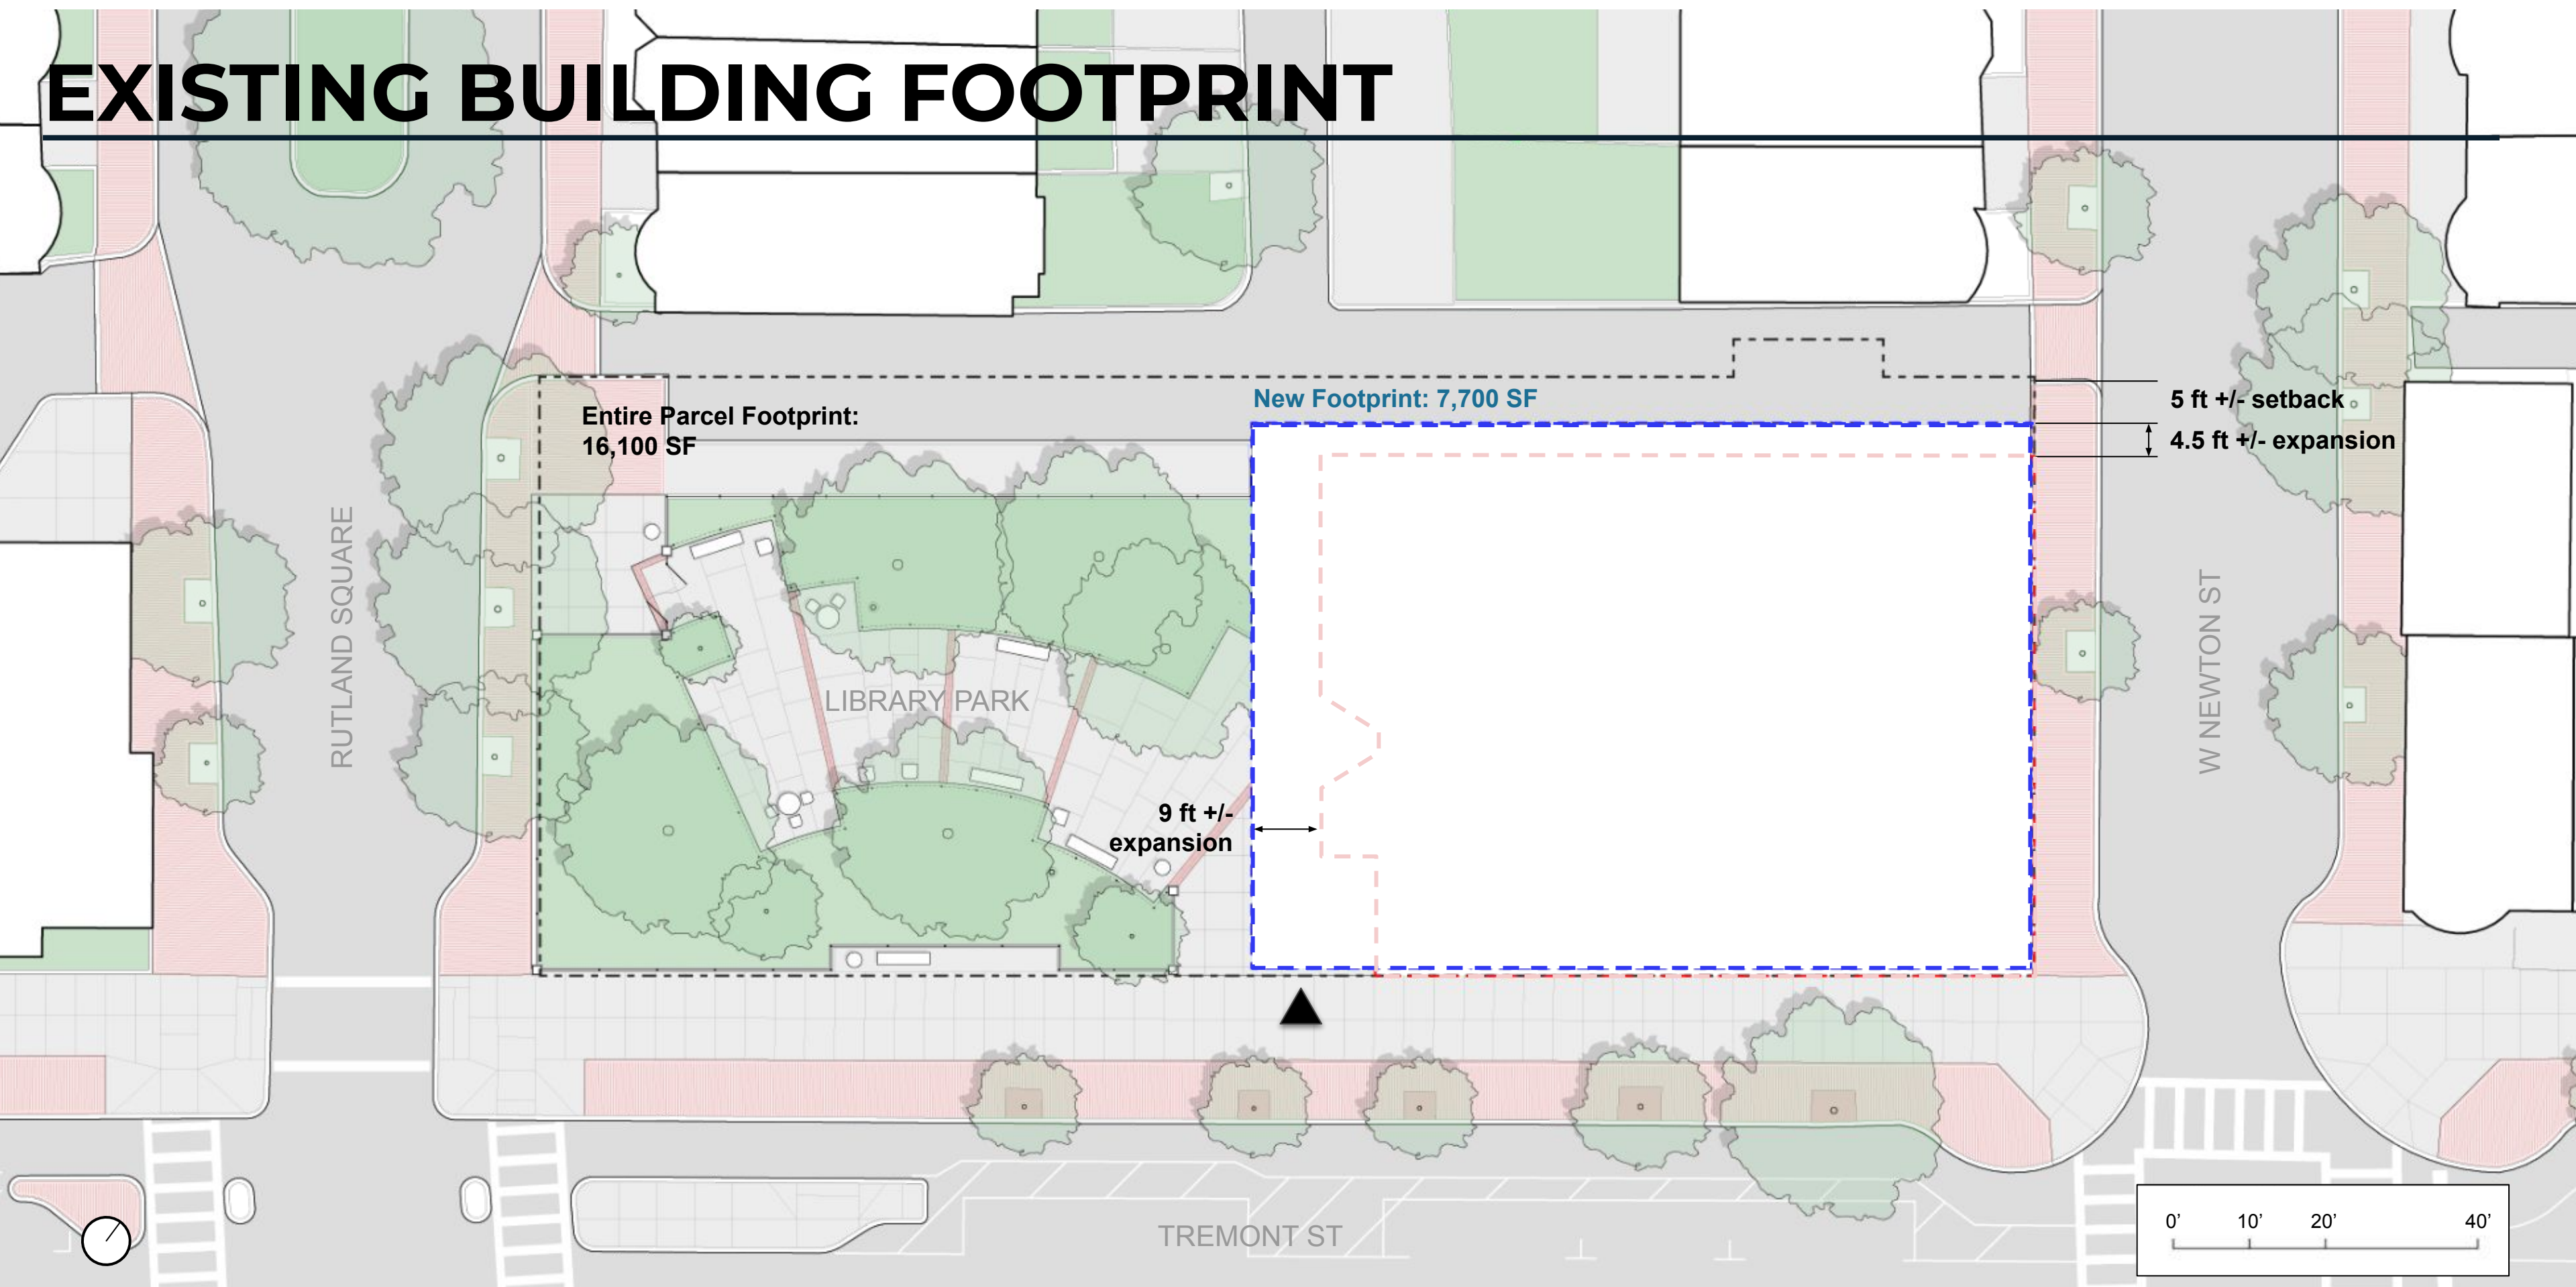 EXISTING BUILDING FOOTPRINT
New Footprint: 7,700 SF
5 ft +/- setback
Entire Parcel Footprint:
16,100 SF
4.5 ft +/- expansion
RUTLAND SQUARE
LIBRARY PARK
W NEWTON ST
9 ft +/-
expansion
TREMONT ST
0’ 10’ 20’ 40’